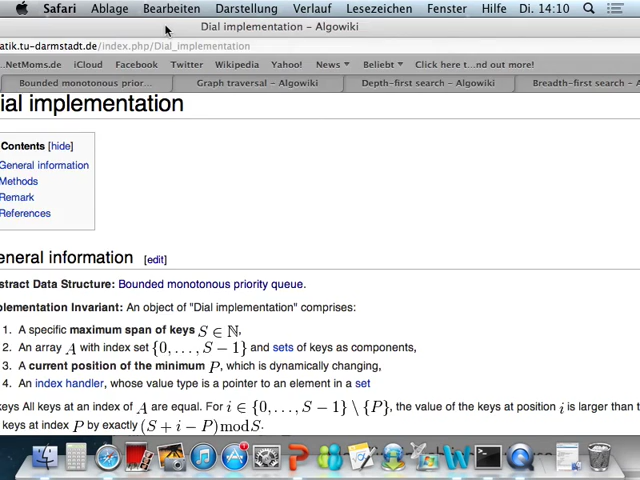 Safari Ablage Bearbeiten Darstellung Verlauf Lesezeichen Fenster Hilfe Di. 14:10
Dial implementation – Algowiki
atik.tu-darmstadt.de/index.php/Dial_implementation
...NetMoms.de iCloud Facebook Twitter Wikipedia Yahoo! News ▾ Beliebt ▾ Click here t...nd out more!
Bounded monotonous prior... Graph traversal – Algowiki Depth-first search – Algowiki Breadth-first search – A
ial implementation
Contents [hide]
General information
Methods
Remark
References
eneral information [edit]
stract Data Structure: Bounded monotonous priority queue.
plementation Invariant: An object of "Dial implementation" comprises:
1. A specific maximum span of keys S ∈ ℕ,
2. An array A with index set {0, . . . , S − 1} and sets of keys as components,
3. A current position of the minimum P, which is dynamically changing,
4. An index handler, whose value type is a pointer to an element in a set
keys All keys at an index of A are equal. For i ∈ {0, . . . , S − 1} \ {P}, the value of the keys at position i is larger than t
keys at index P by exactly (S + i − P)modS.